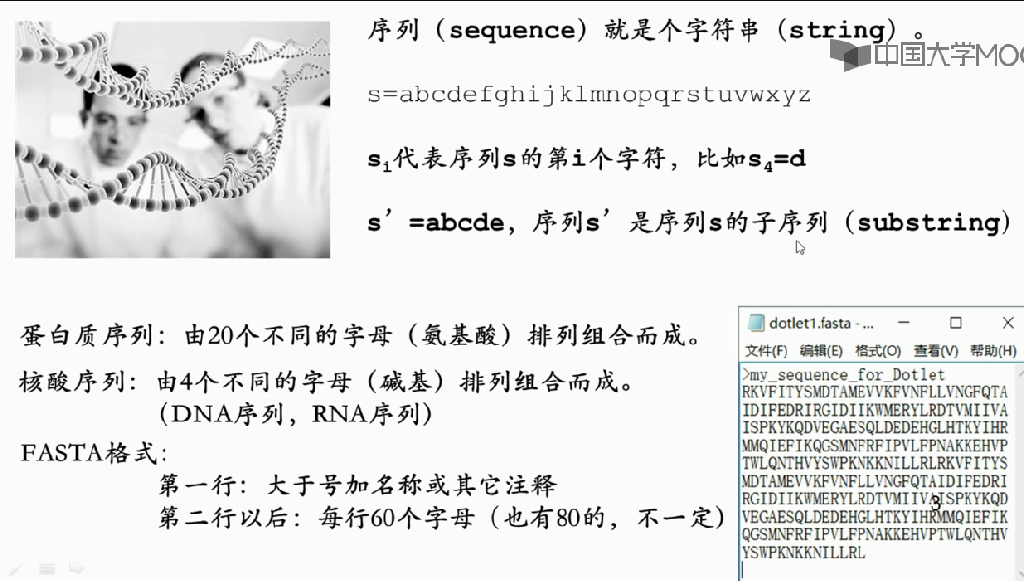 序列（sequence）就是个字符串（string）。
中国大学MOO
s=abcdefghijklmnopqrstuvwxyz
si代表序列s的第i个字符，比如s4=d
s’=abcde，序列s’是序列s的子序列（substring）
蛋白质序列：由20个不同的字母（氨基酸）排列组合而成。
核酸序列：由4个不同的字母（碱基）排列组合而成。
（DNA序列，RNA序列）
FASTA格式：
第一行：大于号加名称或其它注释
第二行以后：每行60个字母（也有80的，不一定）
dotlet1.fasta - ...
文件(F) 编辑(E) 格式(O) 查看(V) 帮助(H)
>my_sequence_for_Dotlet
RKVFITYSMDTAMEVVKFVNFLLVNGFQTA
IDIFEDRIRGIDIIKWMERYLRDTVMIIVA
ISPKYKQDVEGAESQLDEDEHGLHTKYIHR
MMQIEFIKQGSMNFRFIPVLFPNAKKEHVP
TWLQNTHVYSWPKNKKNILLRLRKVFITYS
MDTAMEVVKFVNFLLVNGFQTAIDIFEDRI
RGIDIIKWMERYLRDTVMIIVAISPKYKQD
VEGAESQLDEDEHGLHTKYIHRMMQIEFIK
QGSMNFRFIPVLFPNAKKEHVPTWLQNTHV
YSWPKNKKNILLRL
3